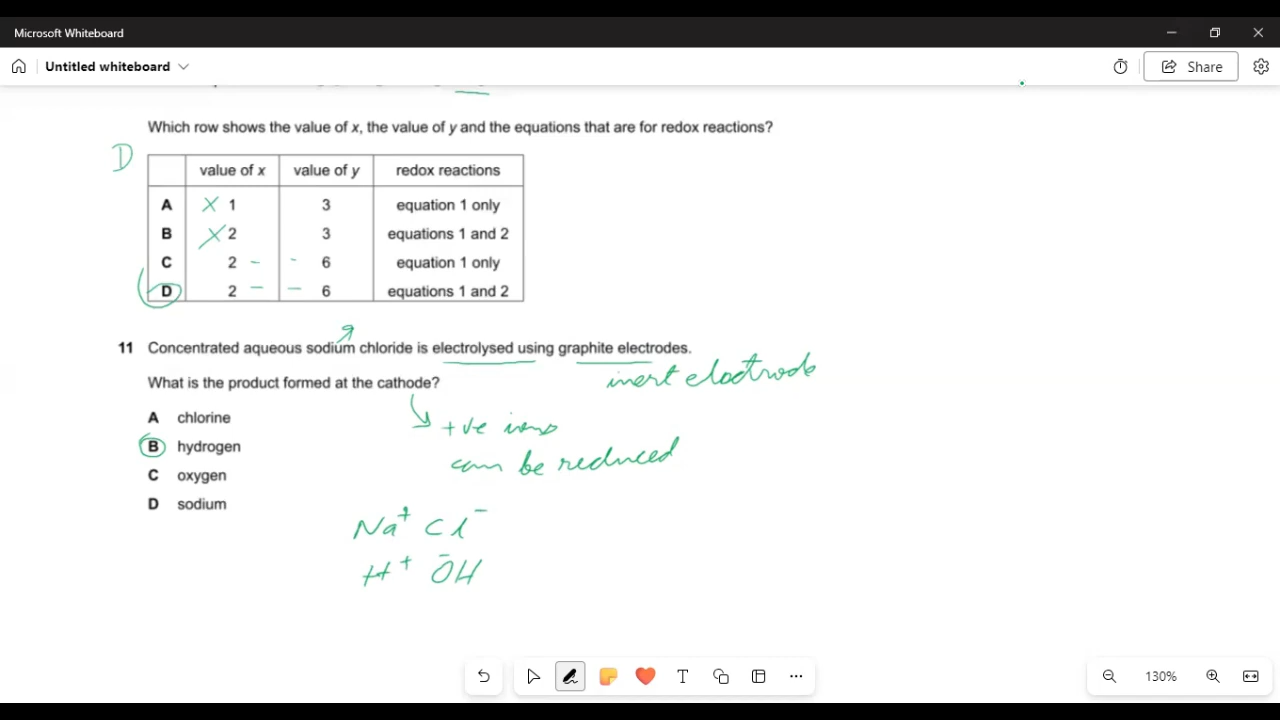 Microsoft Whiteboard
Untitled whiteboard
Share
Which row shows the value of x, the value of y and the equations that are for redox reactions?
D
value of x value of y redox reactions
A X 1 3 equation 1 only
B X 2 3 equations 1 and 2
C 2 - - 6 equation 1 only
D 2 - - 6 equations 1 and 2
11 Concentrated aqueous sodium chloride is electrolysed using graphite electrodes.
inert electrode
What is the product formed at the cathode?
A chlorine
+ve ions
B hydrogen
can be reduced
C oxygen
D sodium
Na+ Cl-
H+ -OH
T
130%